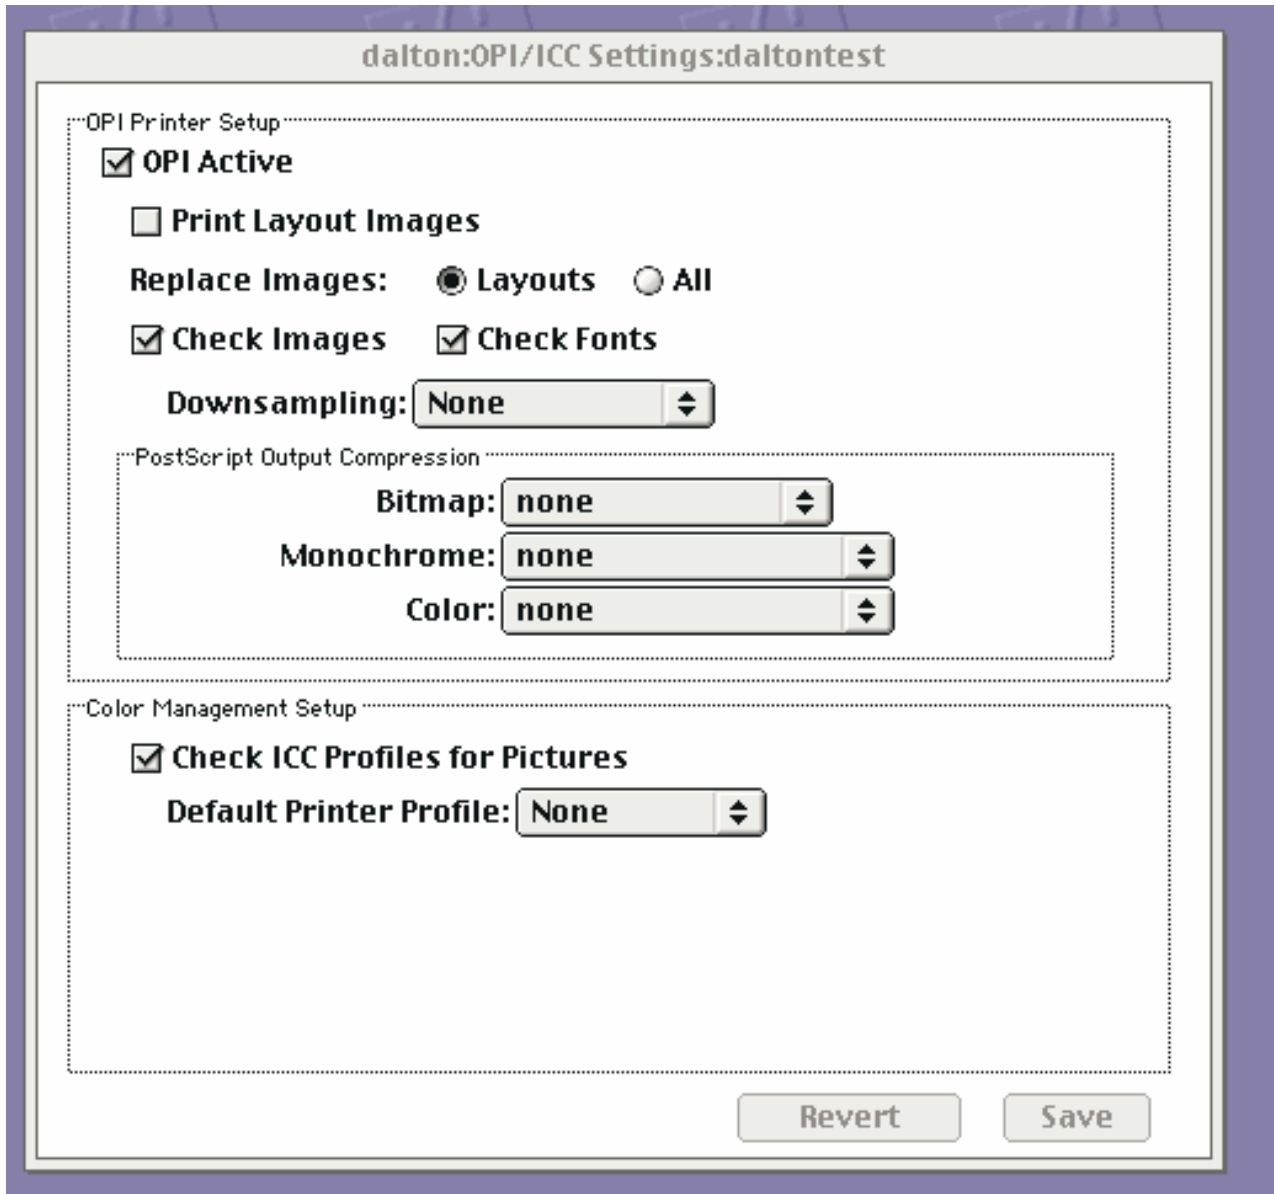 dalton:OPI/ICC Settings:daltontest
OPI Printer Setup
OPI Active
Print Layout Images
Replace Images: Layouts All
Check Images Check Fonts
Downsampling: None
PostScript Output Compression
Bitmap: none
Monochrome: none
Color: none
Color Management Setup
Check ICC Profiles for Pictures
Default Printer Profile: None
Revert Save